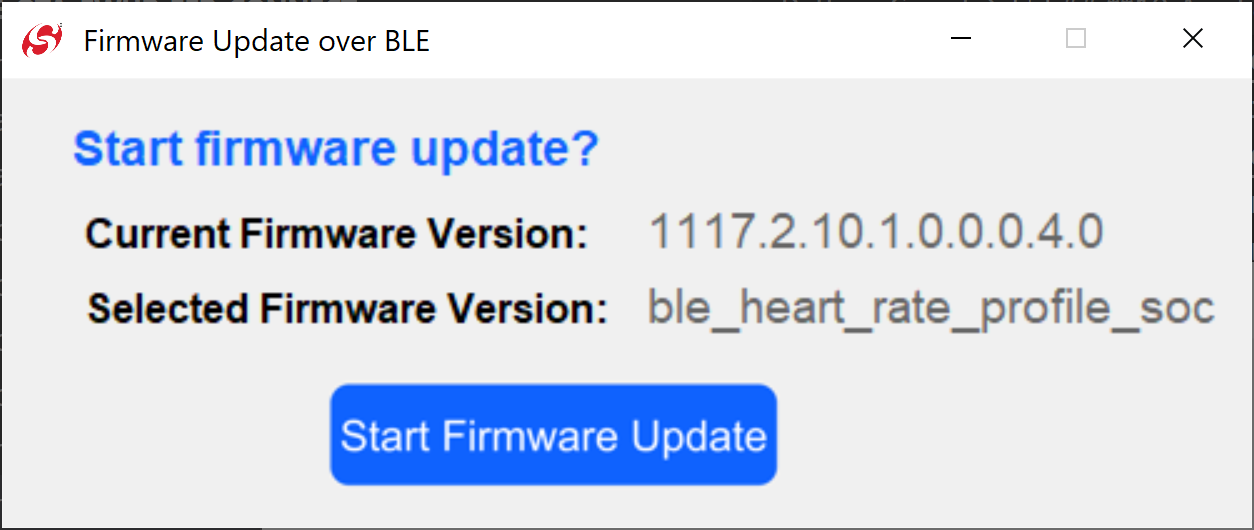 Firmware Update over BLE
Start firmware update?
Current Firmware Version: 1117.2.10.1.0.0.0.4.0
Selected Firmware Version: ble_heart_rate_profile_soc
Start Firmware Update